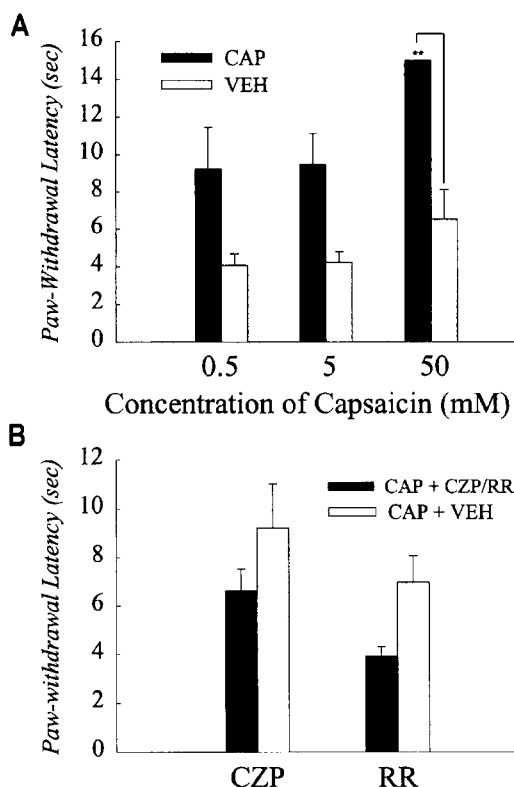 A
Paw-Withdrawal Latency (sec)
16
14
12
10
8
6
4
2
0
CAP
VEH
**
0.5 5 50
Concentration of Capsaicin (mM)
B
Paw-withdrawal Latency (sec)
12
10
8
6
4
2
0
CAP + CZP/RR
CAP + VEH
CZP RR